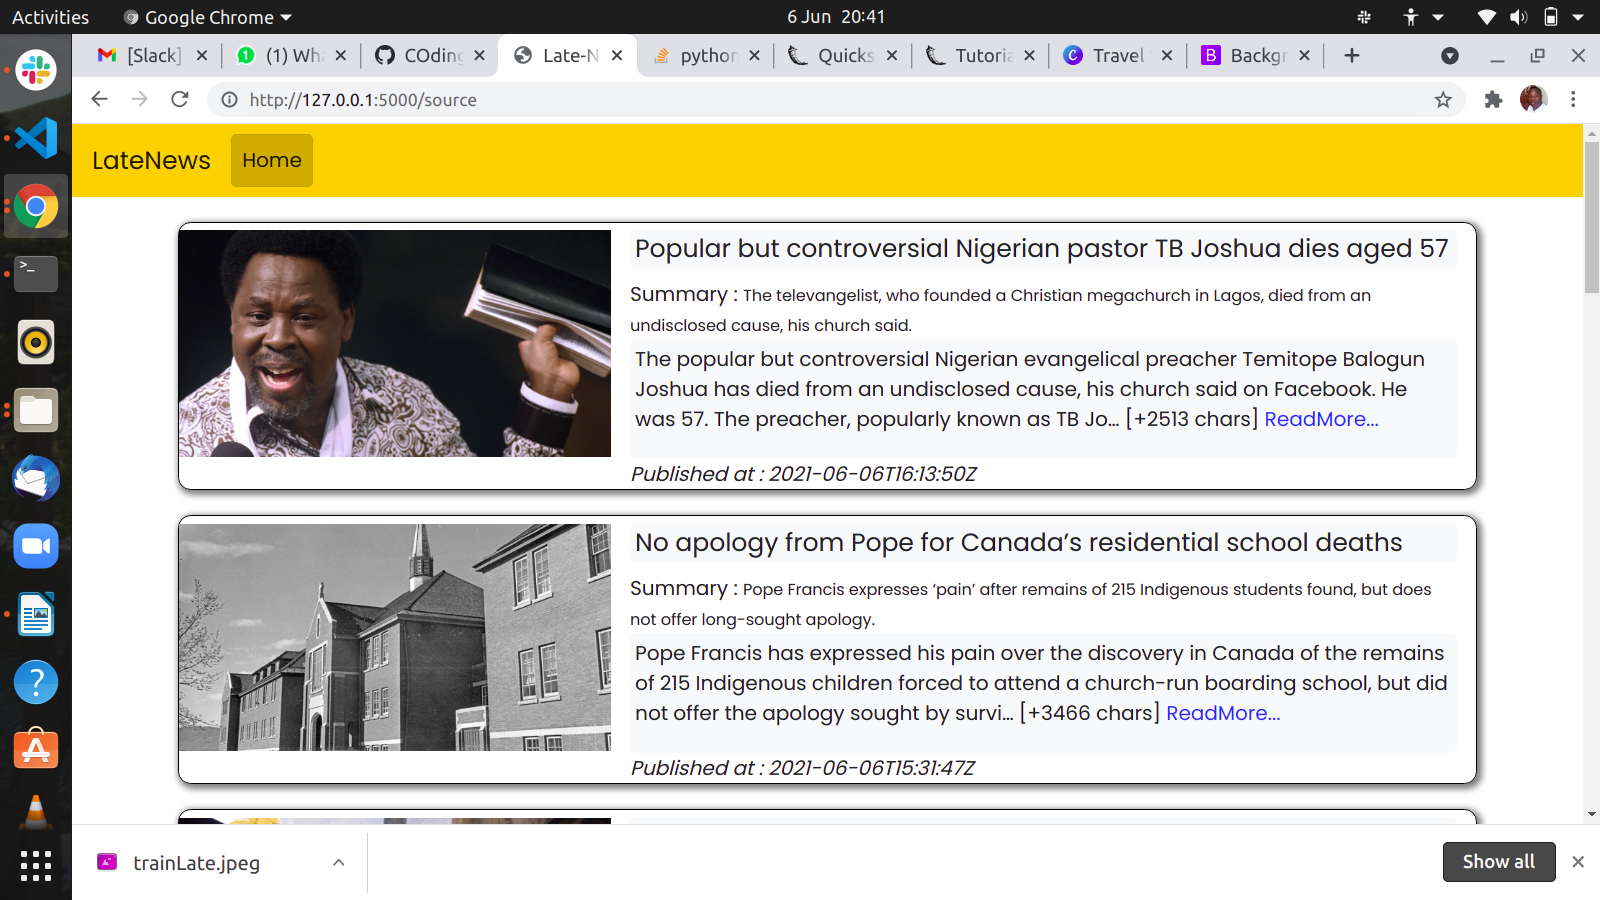 Activities
Google Chrome
6 Jun 20:41
[Slack]
(1) Wha
COding
Late-N
python
Quicks
Tutoria
Travel
Backgr
http://127.0.0.1:5000/source
LateNews
Home
Popular but controversial Nigerian pastor TB Joshua dies aged 57
Summary : The televangelist, who founded a Christian megachurch in Lagos, died from an
undisclosed cause, his church said.
The popular but controversial Nigerian evangelical preacher Temitope Balogun
Joshua has died from an undisclosed cause, his church said on Facebook. He
was 57. The preacher, popularly known as TB Jo… [+2513 chars] ReadMore...
Published at : 2021-06-06T16:13:50Z
No apology from Pope for Canada’s residential school deaths
Summary : Pope Francis expresses ‘pain’ after remains of 215 Indigenous students found, but does
not offer long-sought apology.
Pope Francis has expressed his pain over the discovery in Canada of the remains
of 215 Indigenous children forced to attend a church-run boarding school, but did
not offer the apology sought by survi… [+3466 chars] ReadMore...
Published at : 2021-06-06T15:31:47Z
trainLate.jpeg
Show all